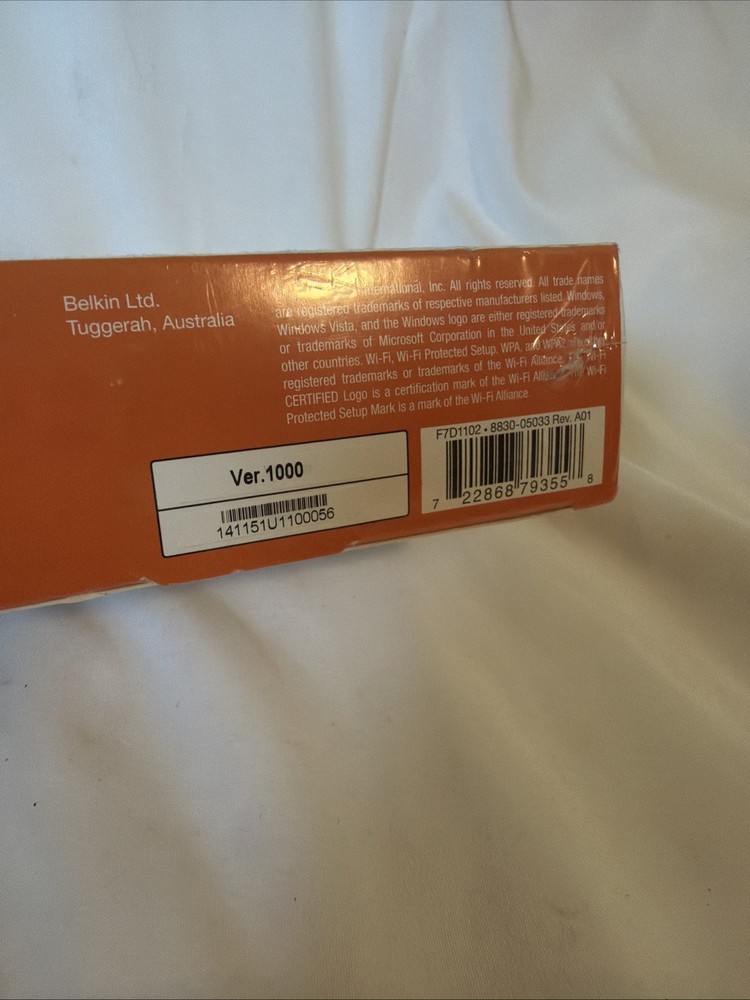 Belkin Ltd.
Tuggerah, Australia
International, Inc. All rights reserved. All trade names
are registered trademarks of respective manufacturers listed. Windows,
Windows Vista, and the Windows logo are either registered trademarks
or trademarks of Microsoft Corporation in the United States and/or
other countries. Wi-Fi, Wi-Fi Protected Setup, WPA, and WPA2
registered trademarks or trademarks of the Wi-Fi Alliance. Wi-Fi
CERTIFIED Logo is a certification mark of the Wi-Fi Wi-Fi
Protected Setup Mark is a mark of the Wi-Fi Alliance.
Ver.1000
141151U1100056
F7D1102 • 8830-05033 Rev. A01
7 22868 79355 8